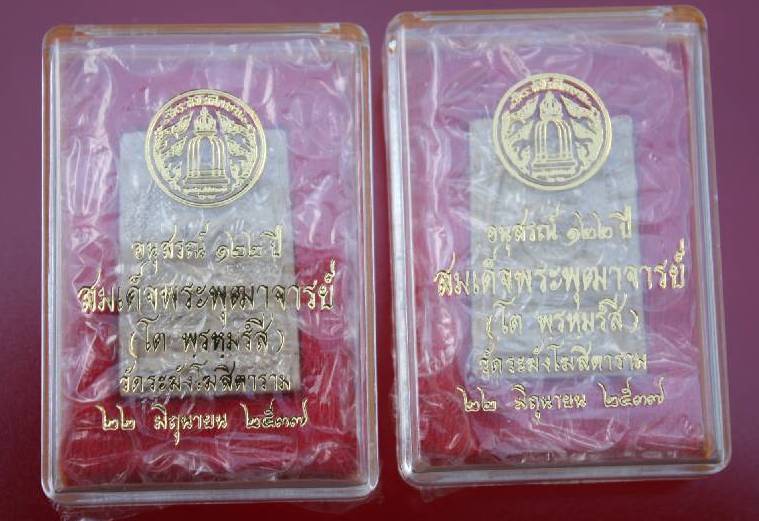 อนุสรณ์ ๑๒๒ ปี
สมเด็จพระพุฒาจารย์
(โต พรหมรังสี)
วัดระฆังโฆสิตาราม
๒๒ มิถุนายน ๒๕๓๗
อนุสรณ์ ๑๒๒ ปี
สมเด็จพระพุฒาจารย์
(โต พรหมรังสี)
วัดระฆังโฆสิตาราม
๒๒ มิถุนายน ๒๕๓๗